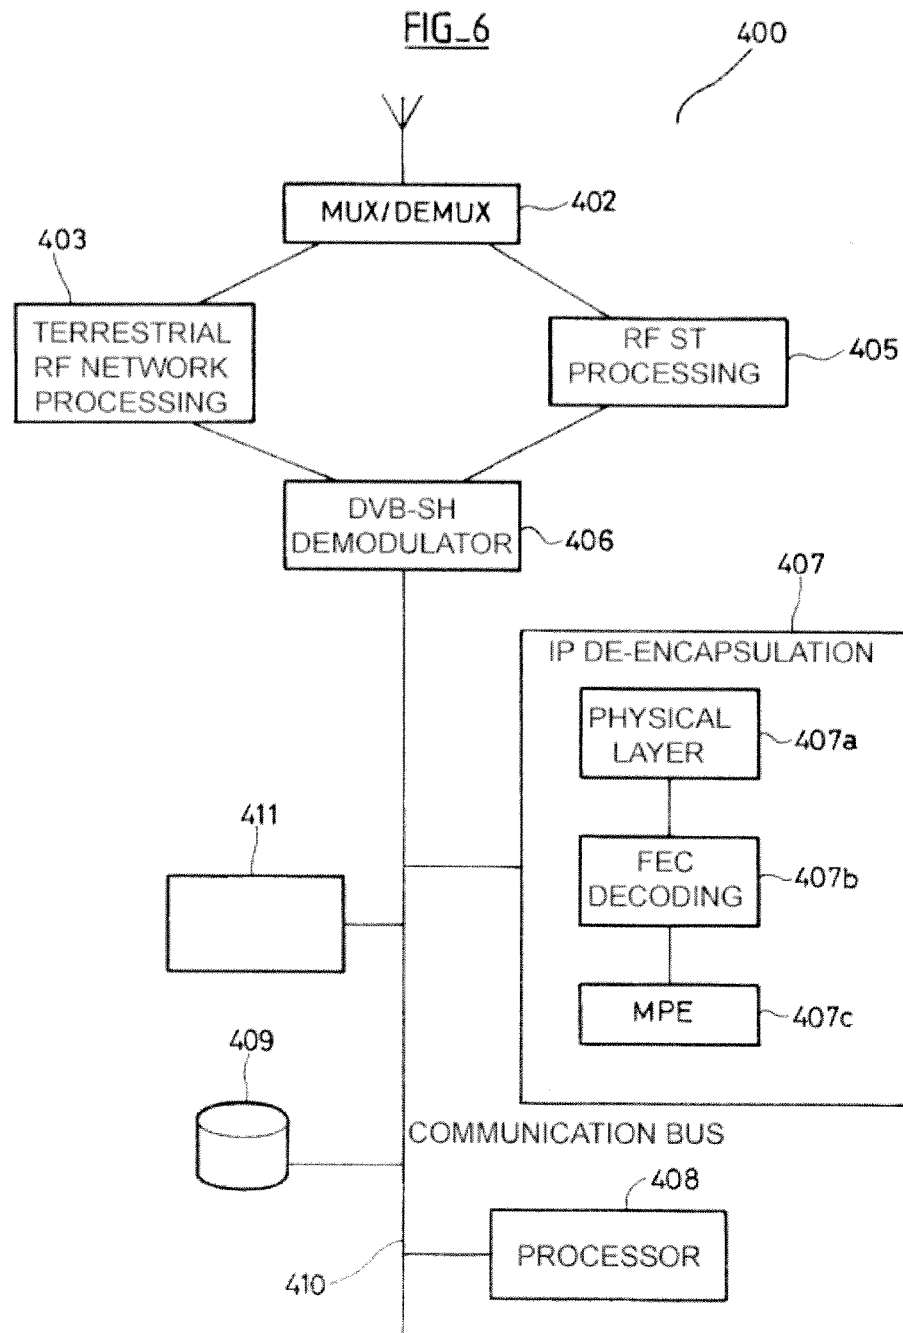 FIG_6
400
MUX/DEMUX
402
403
TERRESTRIAL
RF NETWORK
PROCESSING
RF ST
PROCESSING
405
DVB-SH
DEMODULATOR
406
407
IP DE-ENCAPSULATION
PHYSICAL
LAYER
407a
411
FEC
DECODING
407b
MPE
407c
409
COMMUNICATION BUS
408
PROCESSOR
410